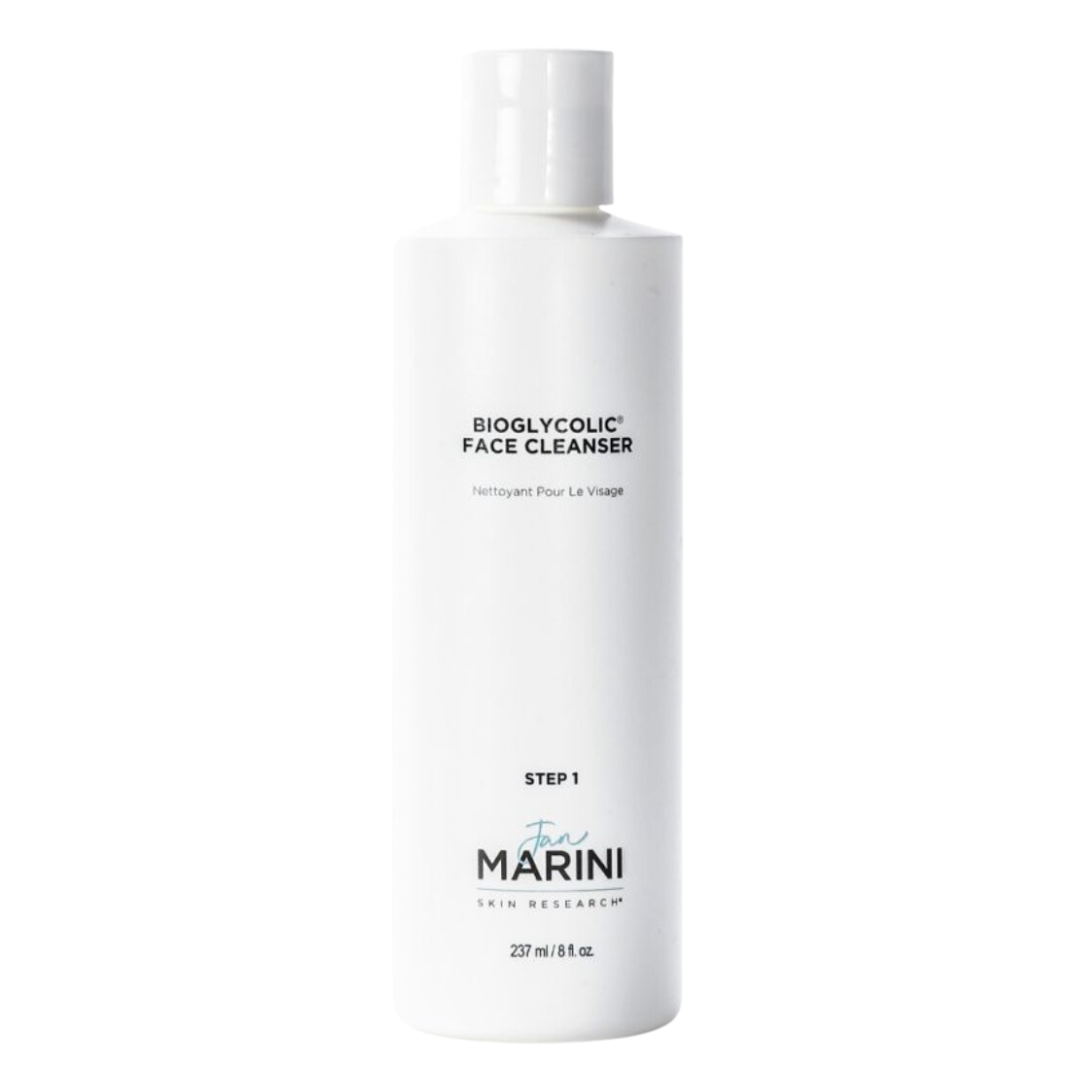 BIOGLYCOLIC®
FACE CLEANSER
Nettoyant Pour Le Visage
STEP 1
Jan
MARINI
SKIN RESEARCH®
237 ml / 8 fl. oz.